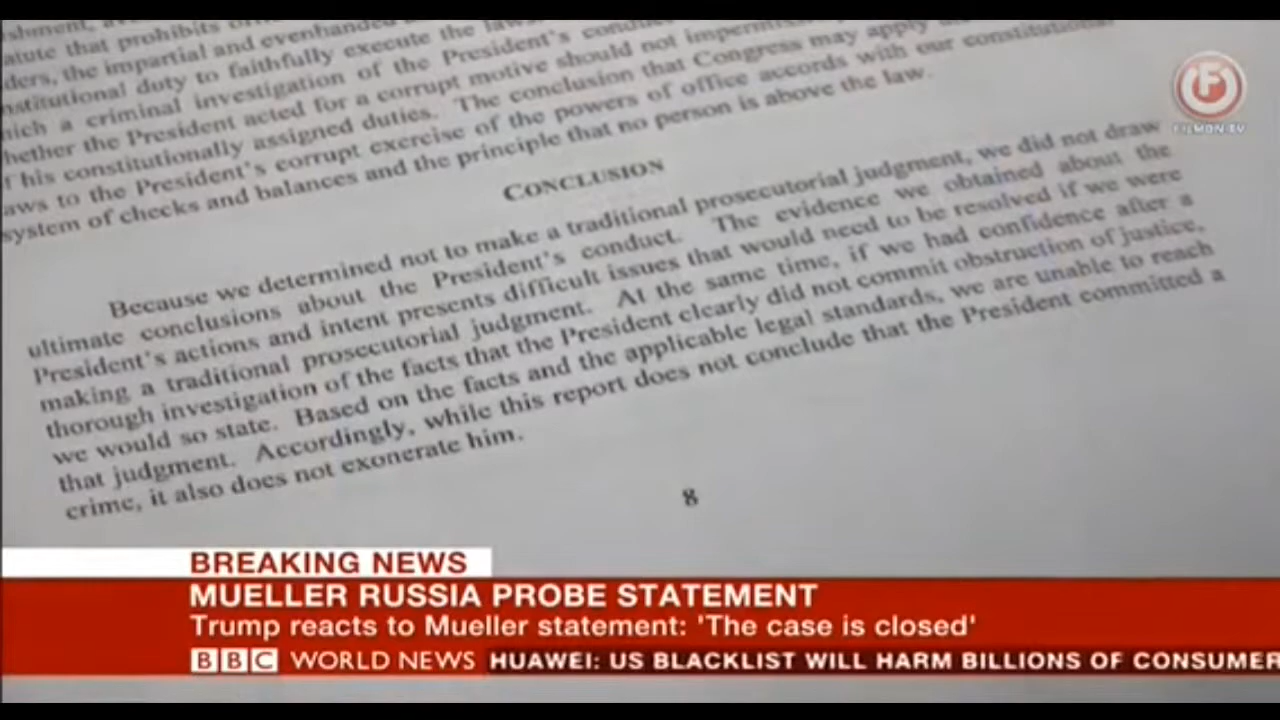 shment,
atute that prohibits
ders, the impartial and evenhanded
nstitutional duty to faithfully execute the laws.
hich a criminal investigation of the President's conduct
hether the President acted for a corrupt motive should not impermissibly
f his constitutionally assigned duties. The conclusion that Congress may apply
aws to the President's corrupt exercise of the powers of office accords with our constitutional
system of checks and balances and the principle that no person is above the law.
CONCLUSION
Because we determined not to make a traditional prosecutorial judgment, we did not draw
ultimate conclusions about the President's conduct. The evidence we obtained about the
President's actions and intent presents difficult issues that would need to be resolved if we were
making a traditional prosecutorial judgment. At the same time, if we had confidence after a
thorough investigation of the facts that the President clearly did not commit obstruction of justice,
we would so state. Based on the facts and the applicable legal standards, we are unable to reach
that judgment. Accordingly, while this report does not conclude that the President committed a
crime, it also does not exonerate him.
8
F
FILMON.TV
BREAKING NEWS
MUELLER RUSSIA PROBE STATEMENT
Trump reacts to Mueller statement: 'The case is closed'
BBC WORLD NEWS HUAWEI: US BLACKLIST WILL HARM BILLIONS OF CONSUMER